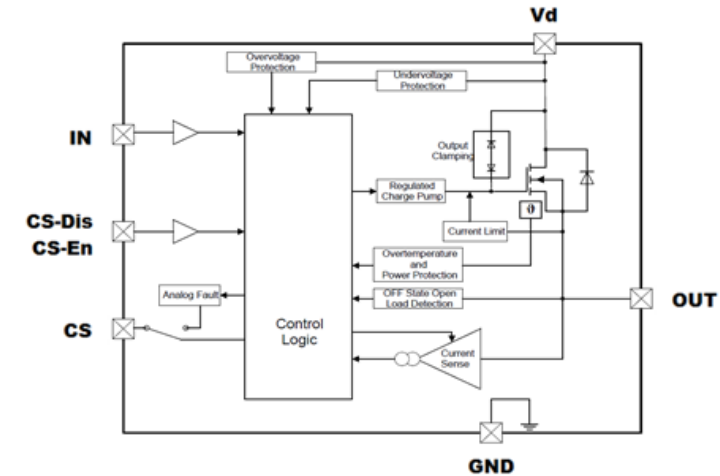 Vd
Overvoltage
Protection
Undervoltage
Protection
IN
Output
Clamping
Regulated
Charge Pump
CS-Dis
CS-En
Current Limit
Overtemperature
and
Power Protection
Analog Fault
OFF State Open
Load Detection
OUT
CS
Control
Logic
Current
Sense
GND